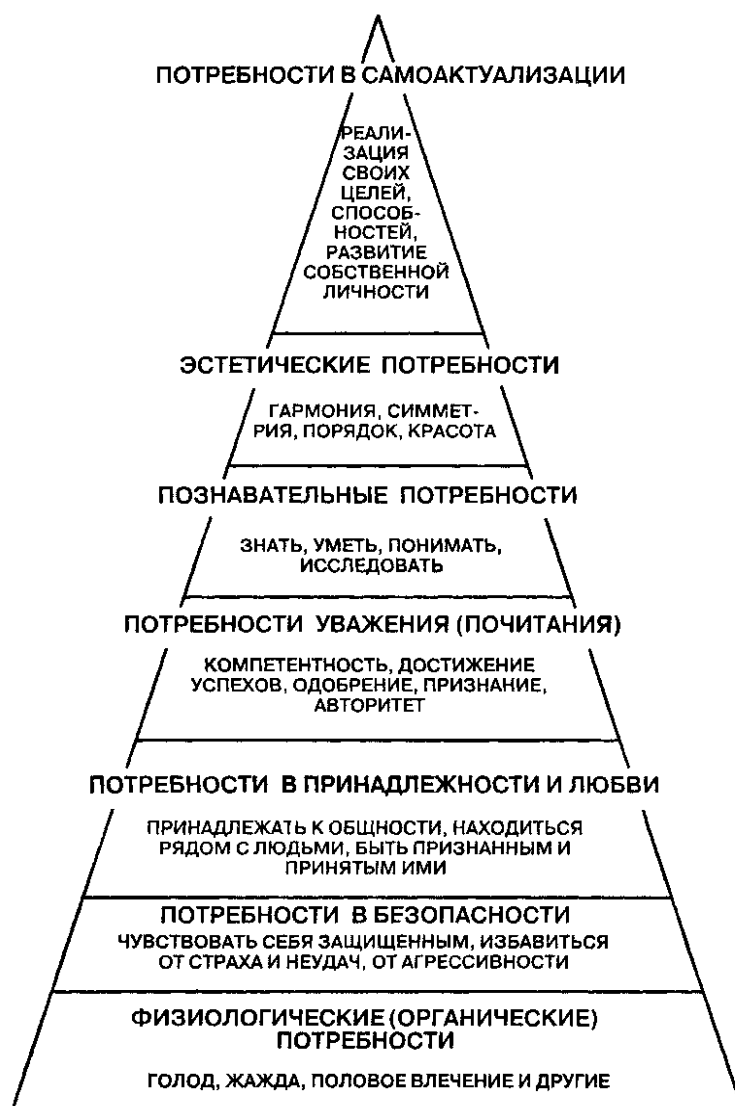 ПОТРЕБНОСТИ В САМОАКТУАЛИЗАЦИИ
РЕАЛИ-
ЗАЦИЯ
СВОИХ
ЦЕЛЕЙ,
СПОСОБ-
НОСТЕЙ,
РАЗВИТИЕ
СОБСТВЕННОЙ
ЛИЧНОСТИ
ЭСТЕТИЧЕСКИЕ ПОТРЕБНОСТИ
ГАРМОНИЯ, СИММЕТ-
РИЯ, ПОРЯДОК, КРАСОТА
ПОЗНАВАТЕЛЬНЫЕ ПОТРЕБНОСТИ
ЗНАТЬ, УМЕТЬ, ПОНИМАТЬ,
ИССЛЕДОВАТЬ
ПОТРЕБНОСТИ УВАЖЕНИЯ (ПОЧИТАНИЯ)
КОМПЕТЕНТНОСТЬ, ДОСТИЖЕНИЕ
УСПЕХОВ, ОДОБРЕНИЕ, ПРИЗНАНИЕ,
АВТОРИТЕТ
ПОТРЕБНОСТИ В ПРИНАДЛЕЖНОСТИ И ЛЮБВИ
ПРИНАДЛЕЖАТЬ К ОБЩНОСТИ, НАХОДИТЬСЯ
РЯДОМ С ЛЮДЬМИ, БЫТЬ ПРИЗНАННЫМ И
ПРИНЯТЫМ ИМИ
ПОТРЕБНОСТИ В БЕЗОПАСНОСТИ
ЧУВСТВОВАТЬ СЕБЯ ЗАЩИЩЕННЫМ, ИЗБАВИТЬСЯ
ОТ СТРАХА И НЕУДАЧ, ОТ АГРЕССИВНОСТИ
ФИЗИОЛОГИЧЕСКИЕ (ОРГАНИЧЕСКИЕ)
ПОТРЕБНОСТИ
ГОЛОД, ЖАЖДА, ПОЛОВОЕ ВЛЕЧЕНИЕ И ДРУГИЕ